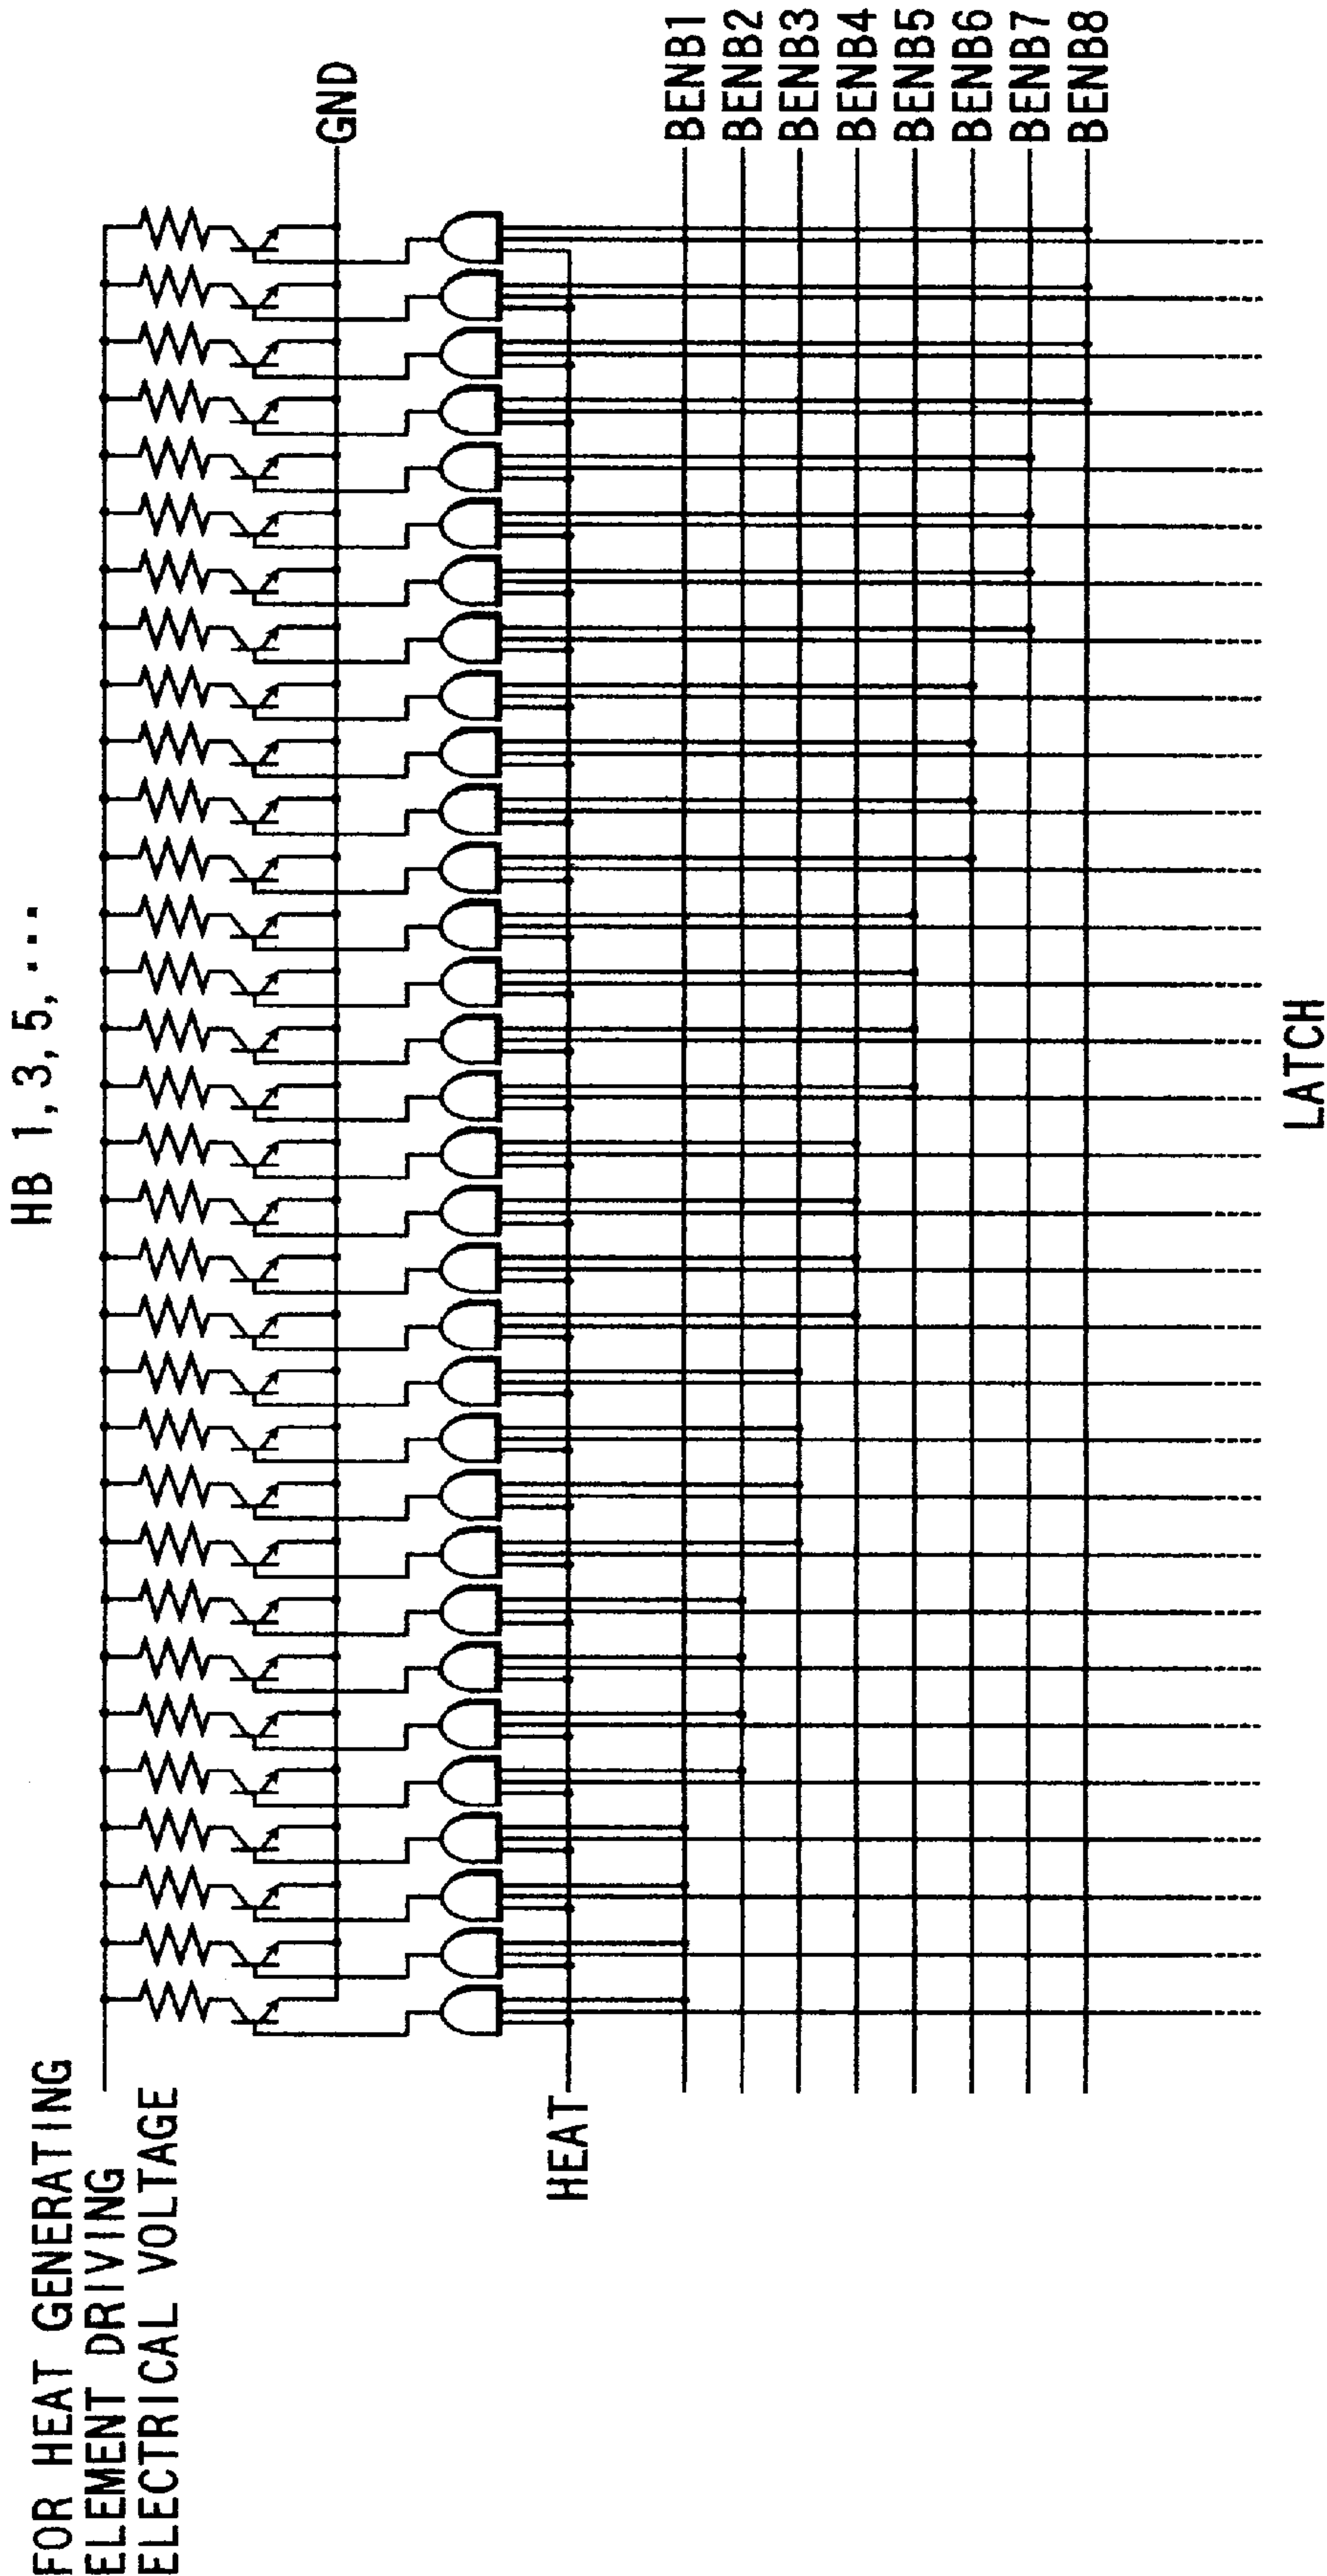 HB 1,3,5,...
FOR HEAT GENERATING
ELEMENT DRIVING
ELECTRICAL VOLTAGE
GND
HEAT
BENB1
BENB2
BENB3
BENB4
BENB5
BENB6
BENB7
BENB8
LATCH